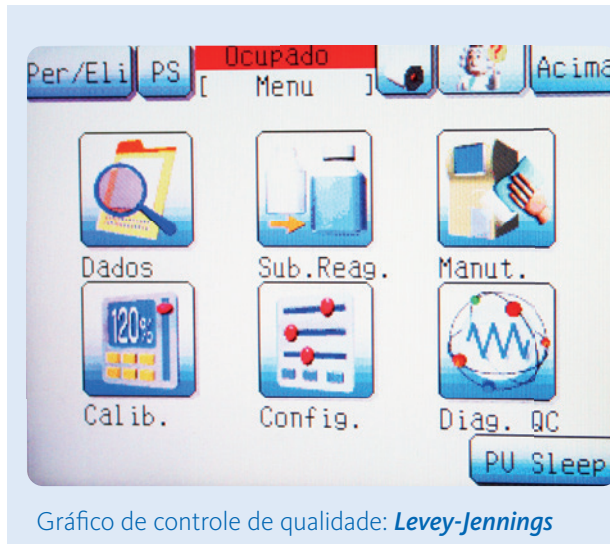 Ocupado
Per/Eli PS [ Menu ] Acima
Dados Sub.Reag. Manut.
120%
Calib. Config. Diag. QC
PV Sleep
Gráfico de controle de qualidade: Levey-Jennings